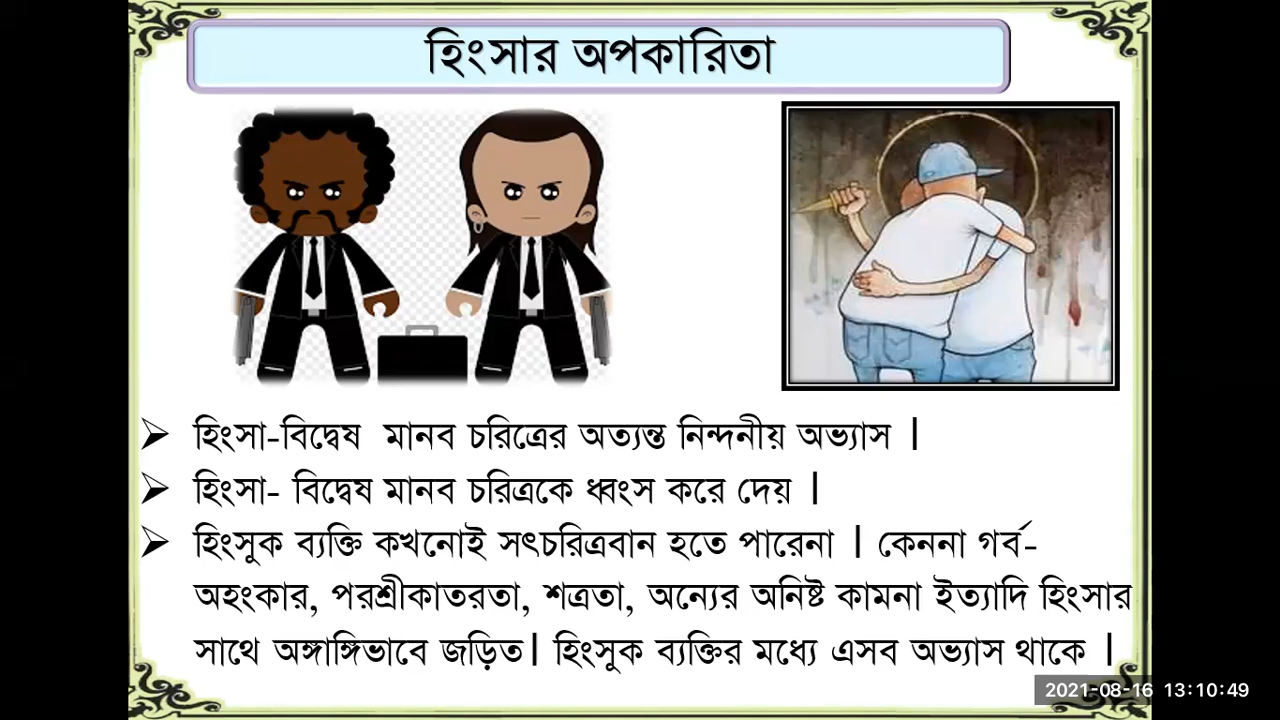 হিংসার অপকারিতা
➢ হিংসা-বিদ্বেষ মানব চরিত্রের অত্যন্ত নিন্দনীয় অভ্যাস ।
➢ হিংসা- বিদ্বেষ মানব চরিত্রকে ধ্বংস করে দেয় ।
➢ হিংসুক ব্যক্তি কখনোই সৎচরিত্রবান হতে পারেনা । কেননা গর্ব-
অহংকার, পরশ্রীকাতরতা, শত্রতা, অন্যের অনিষ্ট কামনা ইত্যাদি হিংসার
সাথে অঙ্গাঙ্গিভাবে জড়িত। হিংসুক ব্যক্তির মধ্যে এসব অভ্যাস থাকে ।
2021-08-16 13:10:49